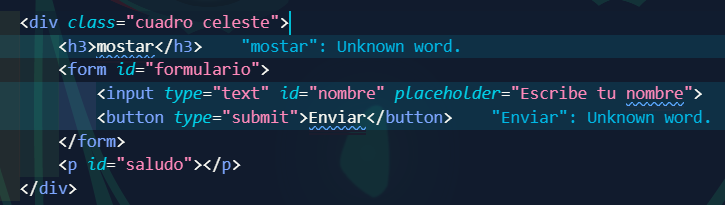 <div class="cuadro celeste">
<h3>mostar</h3> "mostar": Unknown word.
<form id="formulario">
<input type="text" id="nombre" placeholder="Escribe tu nombre">
<button type="submit">Enviar</button> "Enviar": Unknown word.
</form>
<p id="saludo"></p>
</div>